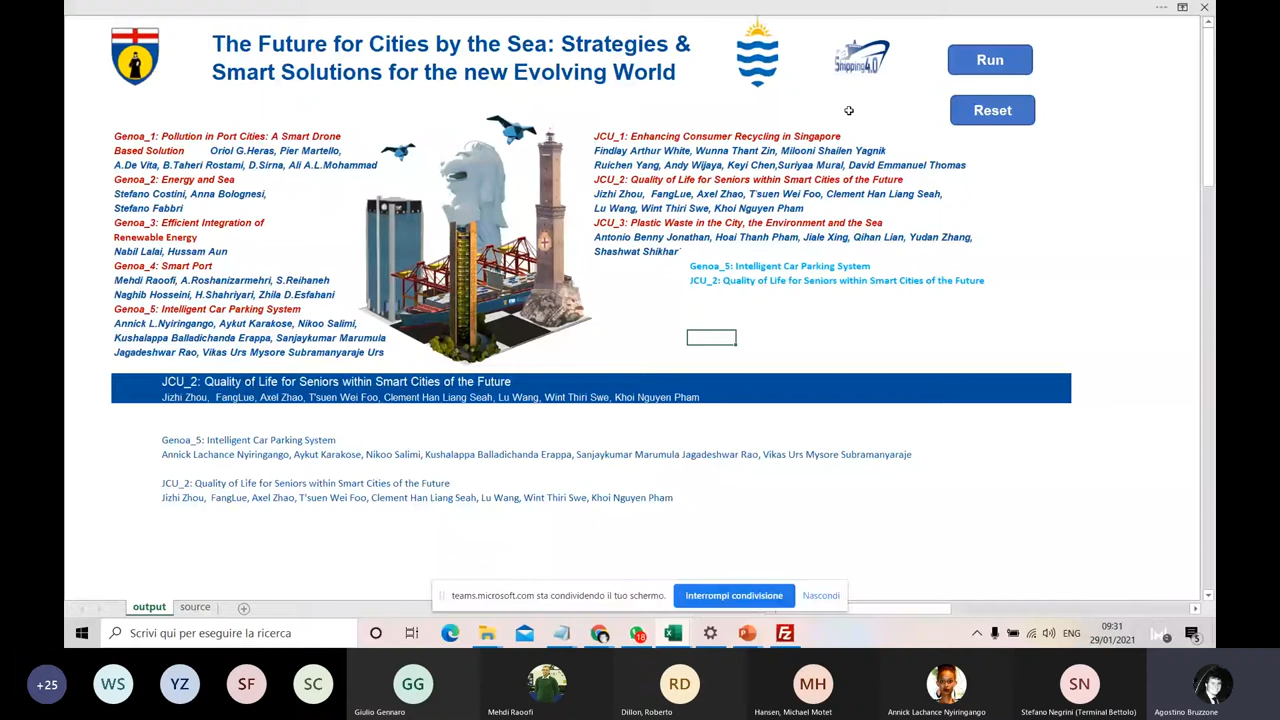 The Future for Cities by the Sea: Strategies &
Smart Solutions for the new Evolving World
Shipping4.0
Run
Reset
Genoa_1: Pollution in Port Cities: A Smart Drone
Based Solution Oriol G.Heras, Pier Martello,
A.De Vita, B.Taheri Rostami, D.Sirna, Ali A.L.Mohammad
Genoa_2: Energy and Sea
Stefano Costini, Anna Bolognesi,
Stefano Fabbri
Genoa_3: Efficient Integration of
Renewable Energy
Nabil Lalai, Hussam Aun
Genoa_4: Smart Port
Mehdi Raoofi, A.Roshanizarmehri, S.Reihaneh
Naghib Hosseini, H.Shahriyari, Zhila D.Esfahani
Genoa_5: Intelligent Car Parking System
Annick L.Nyiringango, Aykut Karakose, Nikoo Salimi,
Kushalappa Balladichanda Erappa, Sanjaykumar Marumula
Jagadeshwar Rao, Vikas Urs Mysore Subramanyaraje Urs
JCU_1: Enhancing Consumer Recycling in Singapore
Findlay Arthur White, Wunna Thant Zin, Milooni Shailen Yagnik
Ruichen Yang, Andy Wijaya, Keyi Chen,Suriyaa Mural, David Emmanuel Thomas
JCU_2: Quality of Life for Seniors within Smart Cities of the Future
Jizhi Zhou, FangLue, Axel Zhao, T'suen Wei Foo, Clement Han Liang Seah,
Lu Wang, Wint Thiri Swe, Khoi Nguyen Pham
JCU_3: Plastic Waste in the City, the Environment and the Sea
Antonio Benny Jonathan, Hoai Thanh Pham, Jiale Xing, Qihan Lian, Yudan Zhang,
Shashwat Shikhar
Genoa_5: Intelligent Car Parking System
JCU_2: Quality of Life for Seniors within Smart Cities of the Future
JCU_2: Quality of Life for Seniors within Smart Cities of the Future
Jizhi Zhou, FangLue, Axel Zhao, T'suen Wei Foo, Clement Han Liang Seah, Lu Wang, Wint Thiri Swe, Khoi Nguyen Pham
Genoa_5: Intelligent Car Parking System
Annick Lachance Nyiringango, Aykut Karakose, Nikoo Salimi, Kushalappa Balladichanda Erappa, Sanjaykumar Marumula Jagadeshwar Rao, Vikas Urs Mysore Subramanyaraje
JCU_2: Quality of Life for Seniors within Smart Cities of the Future
Jizhi Zhou, FangLue, Axel Zhao, T'suen Wei Foo, Clement Han Liang Seah, Lu Wang, Wint Thiri Swe, Khoi Nguyen Pham
teams.microsoft.com sta condividendo il tuo schermo. Interrompi condivisione Nascondi
output source
Scrivi qui per eseguire la ricerca
18
ENG
09:31
29/01/2021
5
+25 WS YZ SF SC GG RD MH SN
Giulio Gennaro Mehdi Raoofi Dillon, Roberto Hansen, Michael Motet Annick Lachance Nyiringango Stefano Negrini (Terminal Bettolo) Agostino Bruzzone